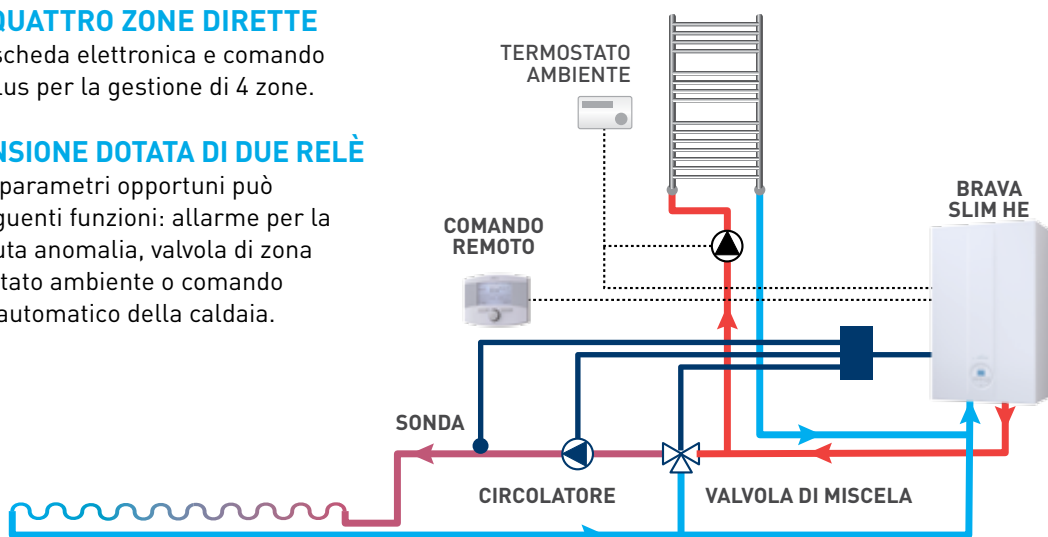 QUATTRO ZONE DIRETTE
scheda elettronica e comando
lus per la gestione di 4 zone.
NSIONE DOTATA DI DUE RELÈ
parametri opportuni può
guenti funzioni: allarme per la
uta anomalia, valvola di zona
tato ambiente o comando
automatico della caldaia.
TERMOSTATO
AMBIENTE
COMANDO
REMOTO
BRAVA
SLIM HE
SONDA
CIRCOLATORE
VALVOLA DI MISCELA